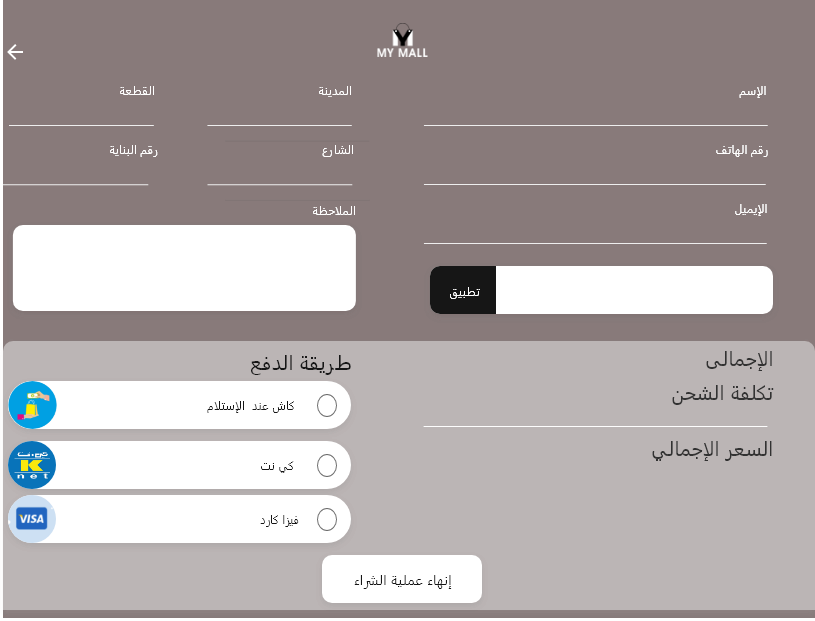 MY MALL
الإسم
المدينة
القطعة
رقم الهاتف
الشارع
رقم البناية
الإيميل
الملاحظة
تطبيق
الإجمالى
تكلفة الشحن
السعر الإجمالي
طريقة الدفع
كاش عند الإستلام
كي نت
ص.ت
K
net
فيزا كارد
VISA
إنهاء عملية الشراء